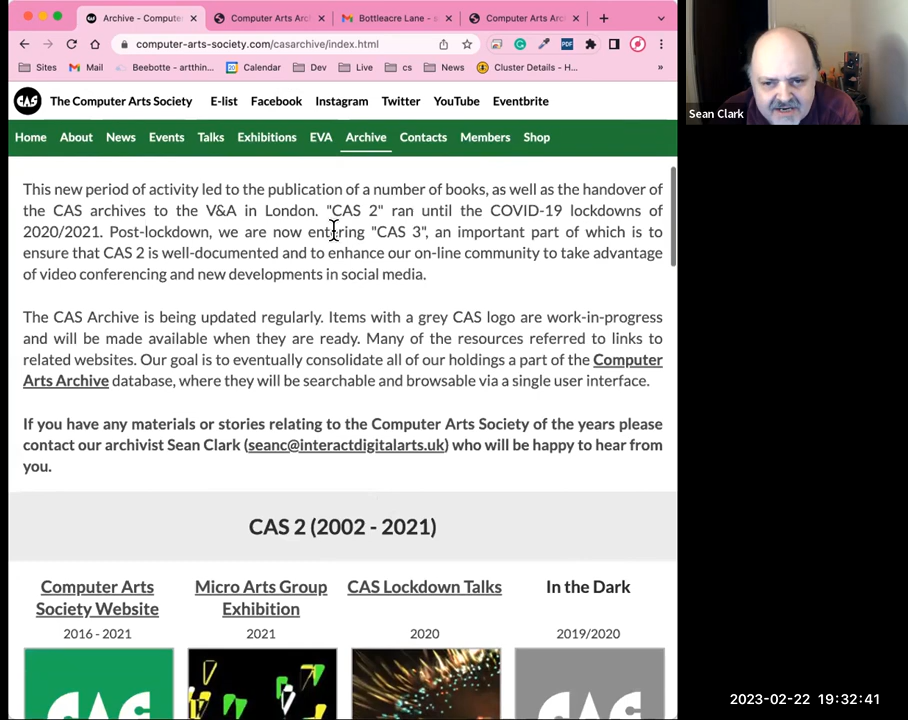 Archive - Computer
Computer Arts Archi
Bottleacre Lane - s
Computer Arts Arc
computer-arts-society.com/casarchive/index.html
Sites Mail Beebotte - artthin... Calendar Dev Live cs News Cluster Details - H... »
CAS The Computer Arts Society E-list Facebook Instagram Twitter YouTube Eventbrite
Home About News Events Talks Exhibitions EVA Archive Contacts Members Shop
This new period of activity led to the publication of a number of books, as well as the handover of
the CAS archives to the V&A in London. "CAS 2" ran until the COVID-19 lockdowns of
2020/2021. Post-lockdown, we are now entering "CAS 3", an important part of which is to
ensure that CAS 2 is well-documented and to enhance our on-line community to take advantage
of video conferencing and new developments in social media.
The CAS Archive is being updated regularly. Items with a grey CAS logo are work-in-progress
and will be made available when they are ready. Many of the resources referred to links to
related websites. Our goal is to eventually consolidate all of our holdings a part of the Computer
Arts Archive database, where they will be searchable and browsable via a single user interface.
If you have any materials or stories relating to the Computer Arts Society of the years please
contact our archivist Sean Clark (seanc@interactdigitalarts.uk) who will be happy to hear from
you.
CAS 2 (2002 - 2021)
Computer Arts
Society Website
2016 - 2021
Micro Arts Group
Exhibition
2021
CAS Lockdown Talks
2020
In the Dark
2019/2020
Sean Clark
2023-02-22 19:32:41